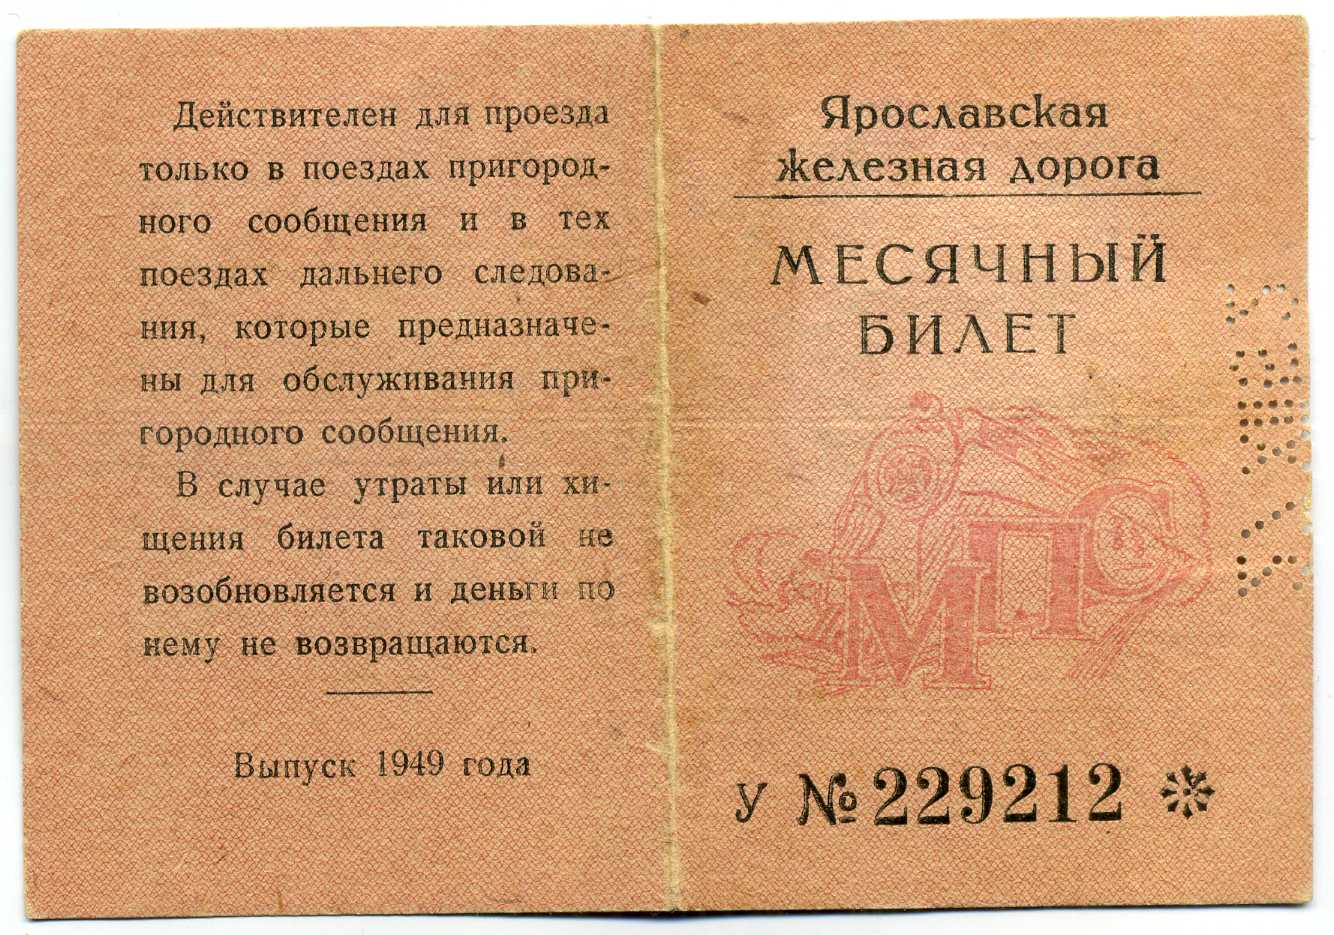 Действителен для проезда
только в поездах пригород-
ного сообщения и в тех
поездах дальнего следова-
ния, которые предназначе-
ны для обслуживания при-
городного сообщения.
В случае утраты или хи-
щения билета таковой не
возобновляется и деньги по
нему не возвращаются.
Выпуск 1949 года
Ярославская
железная дорога
МЕСЯЧНЫЙ
БИЛЕТ
МПС
У № 229212